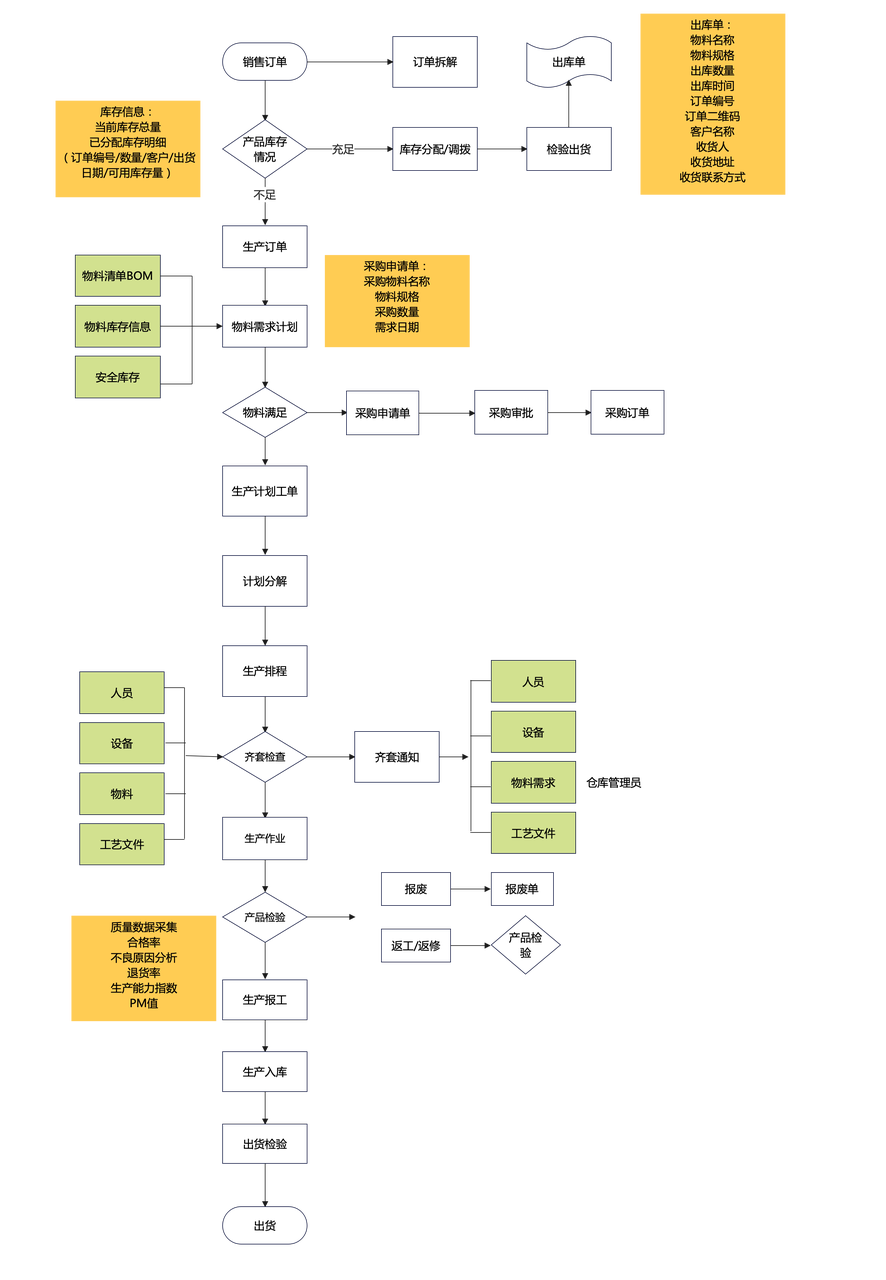 销售订单
订单拆解
出库单
出库单：
物料名称
物料规格
出库数量
出库时间
订单编号
订单二维码
客户名称
收货人
收货地址
收货联系方式
库存信息：
当前库存总量
已分配库存明细
（订单编号/数量/客户/出货
日期/可用库存量）
产品库存
情况
充足
库存分配/调拨
检验出货
不足
生产订单
采购申请单：
采购物料名称
物料规格
采购数量
需求日期
物料清单BOM
物料库存信息
安全库存
物料需求计划
物料满足
采购申请单
采购审批
采购订单
生产计划工单
计划分解
生产排程
人员
设备
物料
工艺文件
齐套检查
齐套通知
人员
设备
物料需求
仓库管理员
工艺文件
生产作业
产品检验
报废
报废单
返工/返修
产品检
验
质量数据采集
合格率
不良原因分析
退货率
生产能力指数
PM值
生产报工
生产入库
出货检验
出货